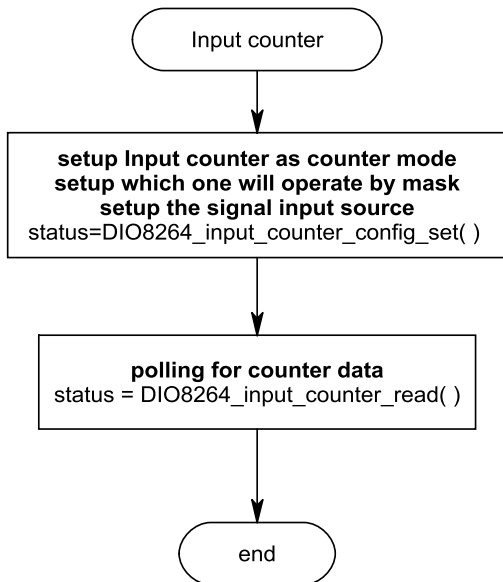 Input counter
setup Input counter as counter mode
setup which one will operate by mask
setup the signal input source
status=DIO8264_input_counter_config_set( )
polling for counter data
status = DIO8264_input_counter_read( )
end